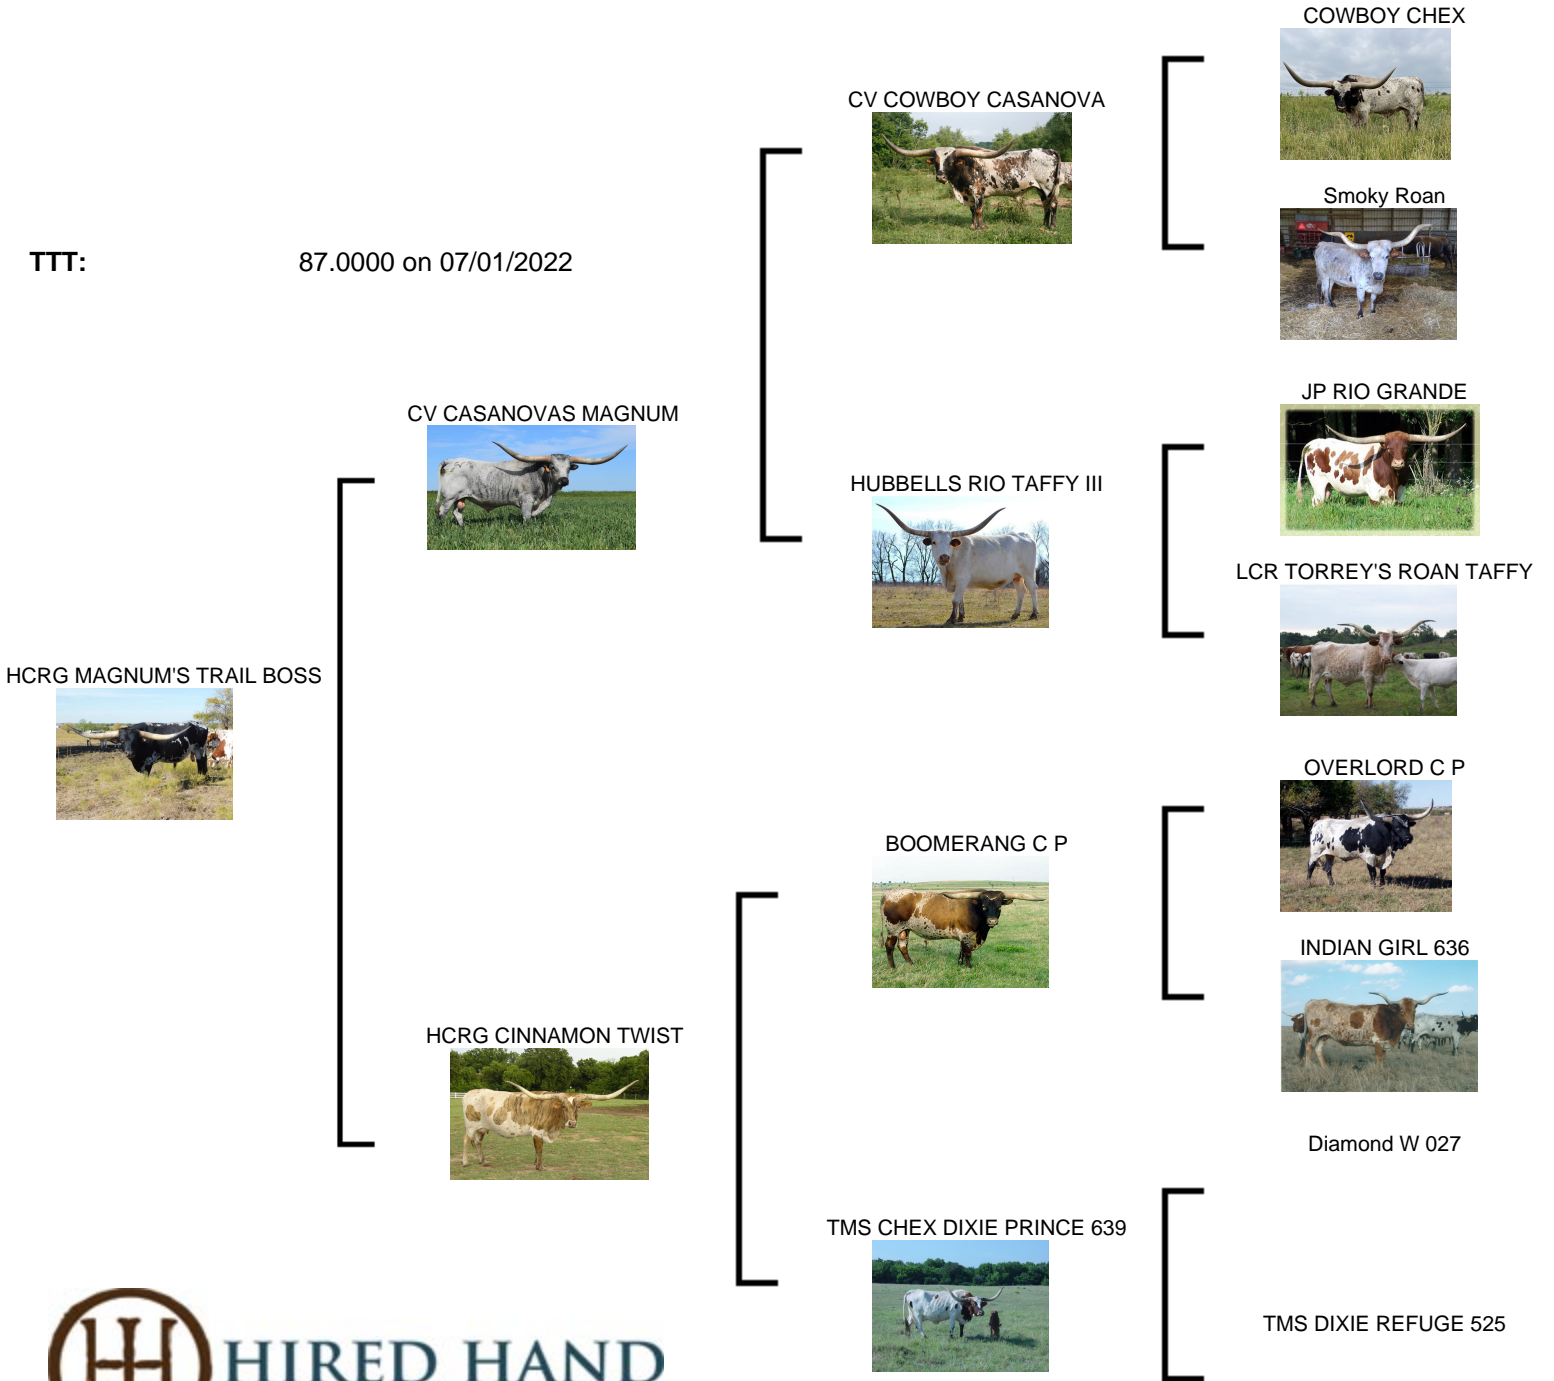 COWBOY CHEX
CV COWBOY CASANOVA
Smoky Roan
TTT: 87.0000 on 07/01/2022
JP RIO GRANDE
CV CASANOVAS MAGNUM
HUBBELLS RIO TAFFY III
LCR TORREY'S ROAN TAFFY
HCRG MAGNUM'S TRAIL BOSS
OVERLORD C P
BOOMERANG C P
INDIAN GIRL 636
HCRG CINNAMON TWIST
Diamond W 027
TMS CHEX DIXIE PRINCE 639
TMS DIXIE REFUGE 525
HIRED HAND